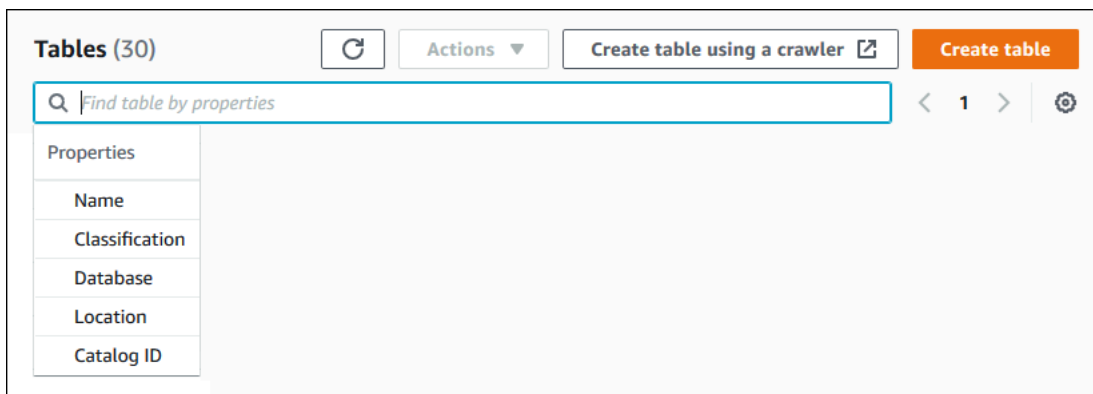 Tables (30)
Actions
Create table using a crawler
Create table
Find table by properties
1
Properties
Name
Classification
Database
Location
Catalog ID